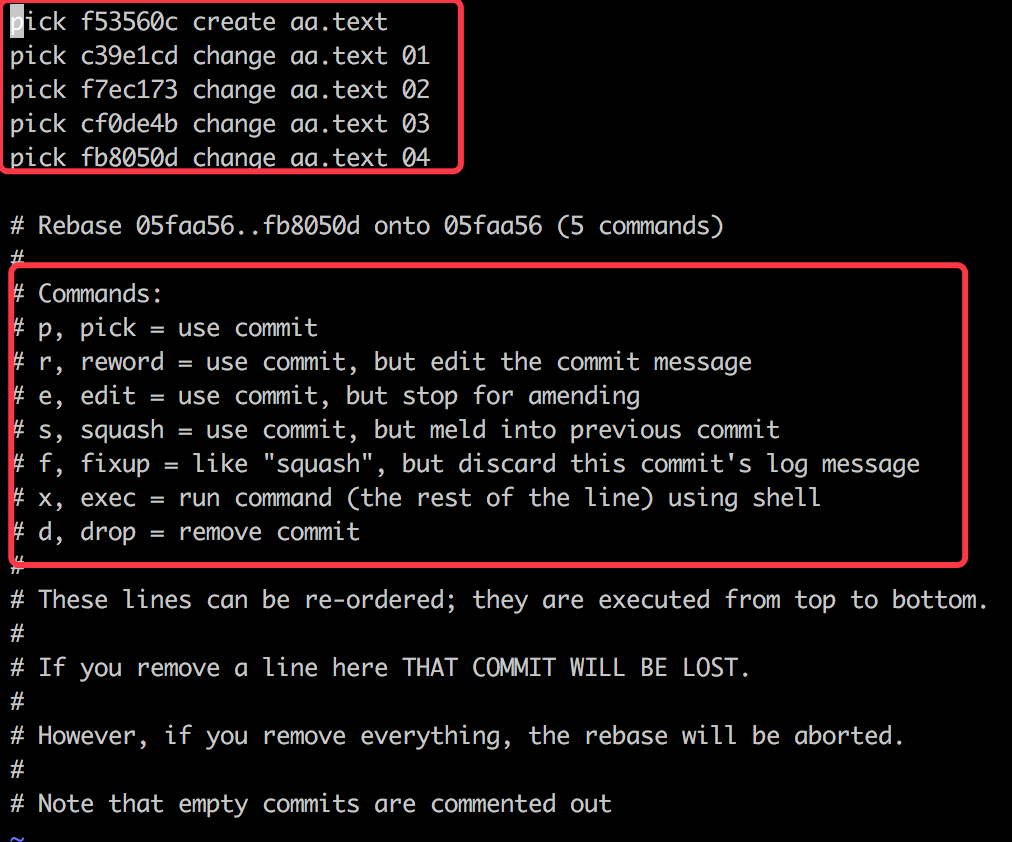 pick f53560c create aa.text
pick c39e1cd change aa.text 01
pick f7ec173 change aa.text 02
pick cf0de4b change aa.text 03
pick fb8050d change aa.text 04
# Rebase 05faa56..fb8050d onto 05faa56 (5 commands)
#
# Commands:
# p, pick = use commit
# r, reword = use commit, but edit the commit message
# e, edit = use commit, but stop for amending
# s, squash = use commit, but meld into previous commit
# f, fixup = like "squash", but discard this commit's log message
# x, exec = run command (the rest of the line) using shell
# d, drop = remove commit
#
# These lines can be re-ordered; they are executed from top to bottom.
#
# If you remove a line here THAT COMMIT WILL BE LOST.
#
# However, if you remove everything, the rebase will be aborted.
#
# Note that empty commits are commented out
~